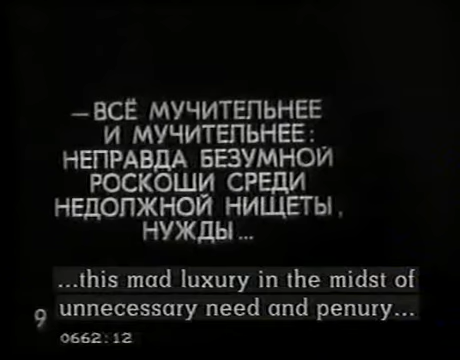 — ВСЁ МУЧИТЕЛЬНЕЕ
И МУЧИТЕЛЬНЕЕ:
НЕПРАВДА БЕЗУМНОЙ
РОСКОШИ СРЕДИ
НЕДОЛЖНОЙ НИЩЕТЫ,
НУЖДЫ...
...this mad luxury in the midst of
9 unnecessary need and penury...
0662:12